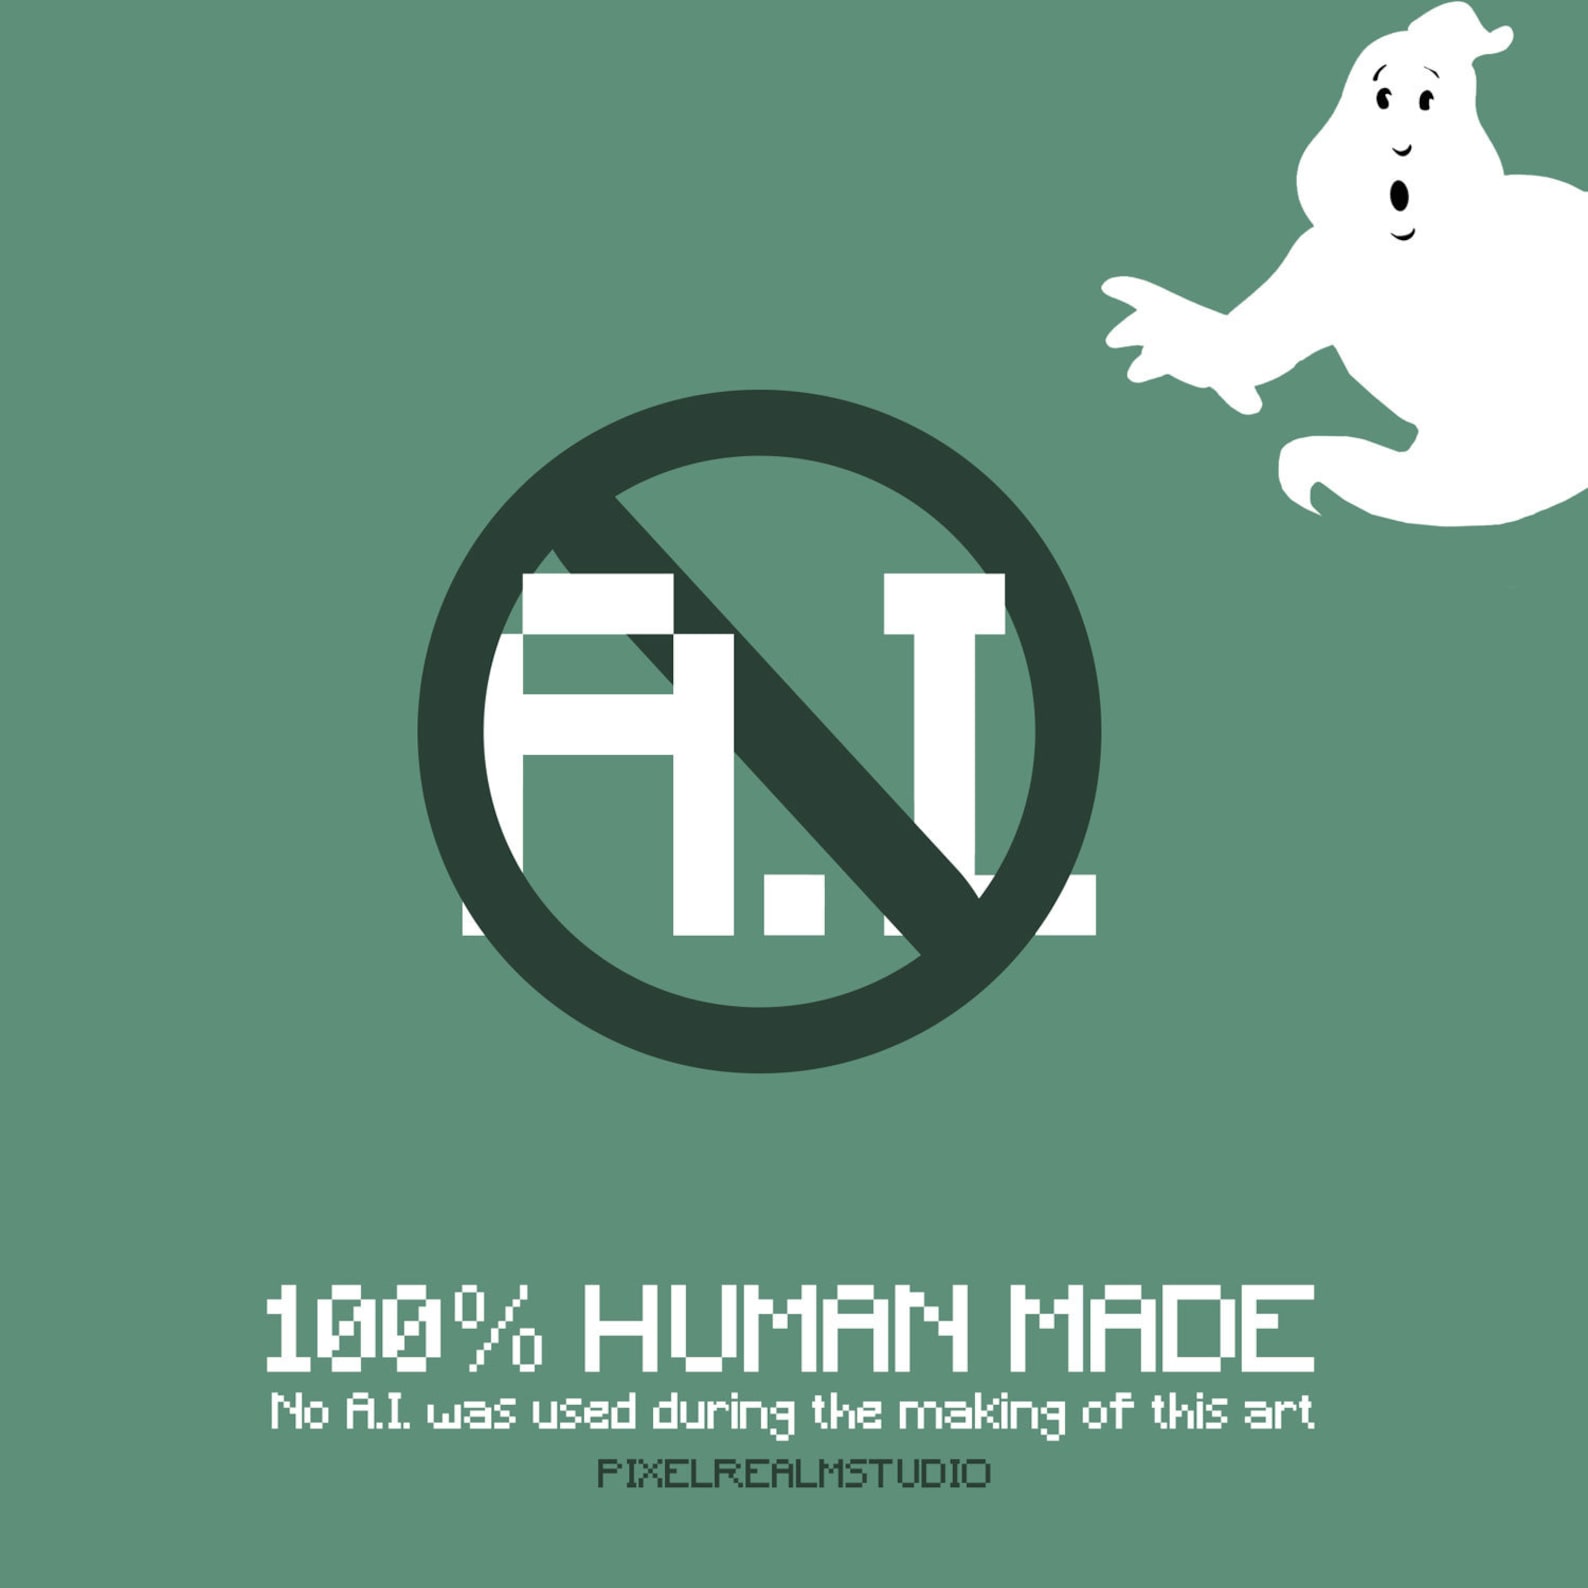 A.I
100% HUMAN MADE
No A.I. was used during the making of this art
PIXELREALMSTUDIO